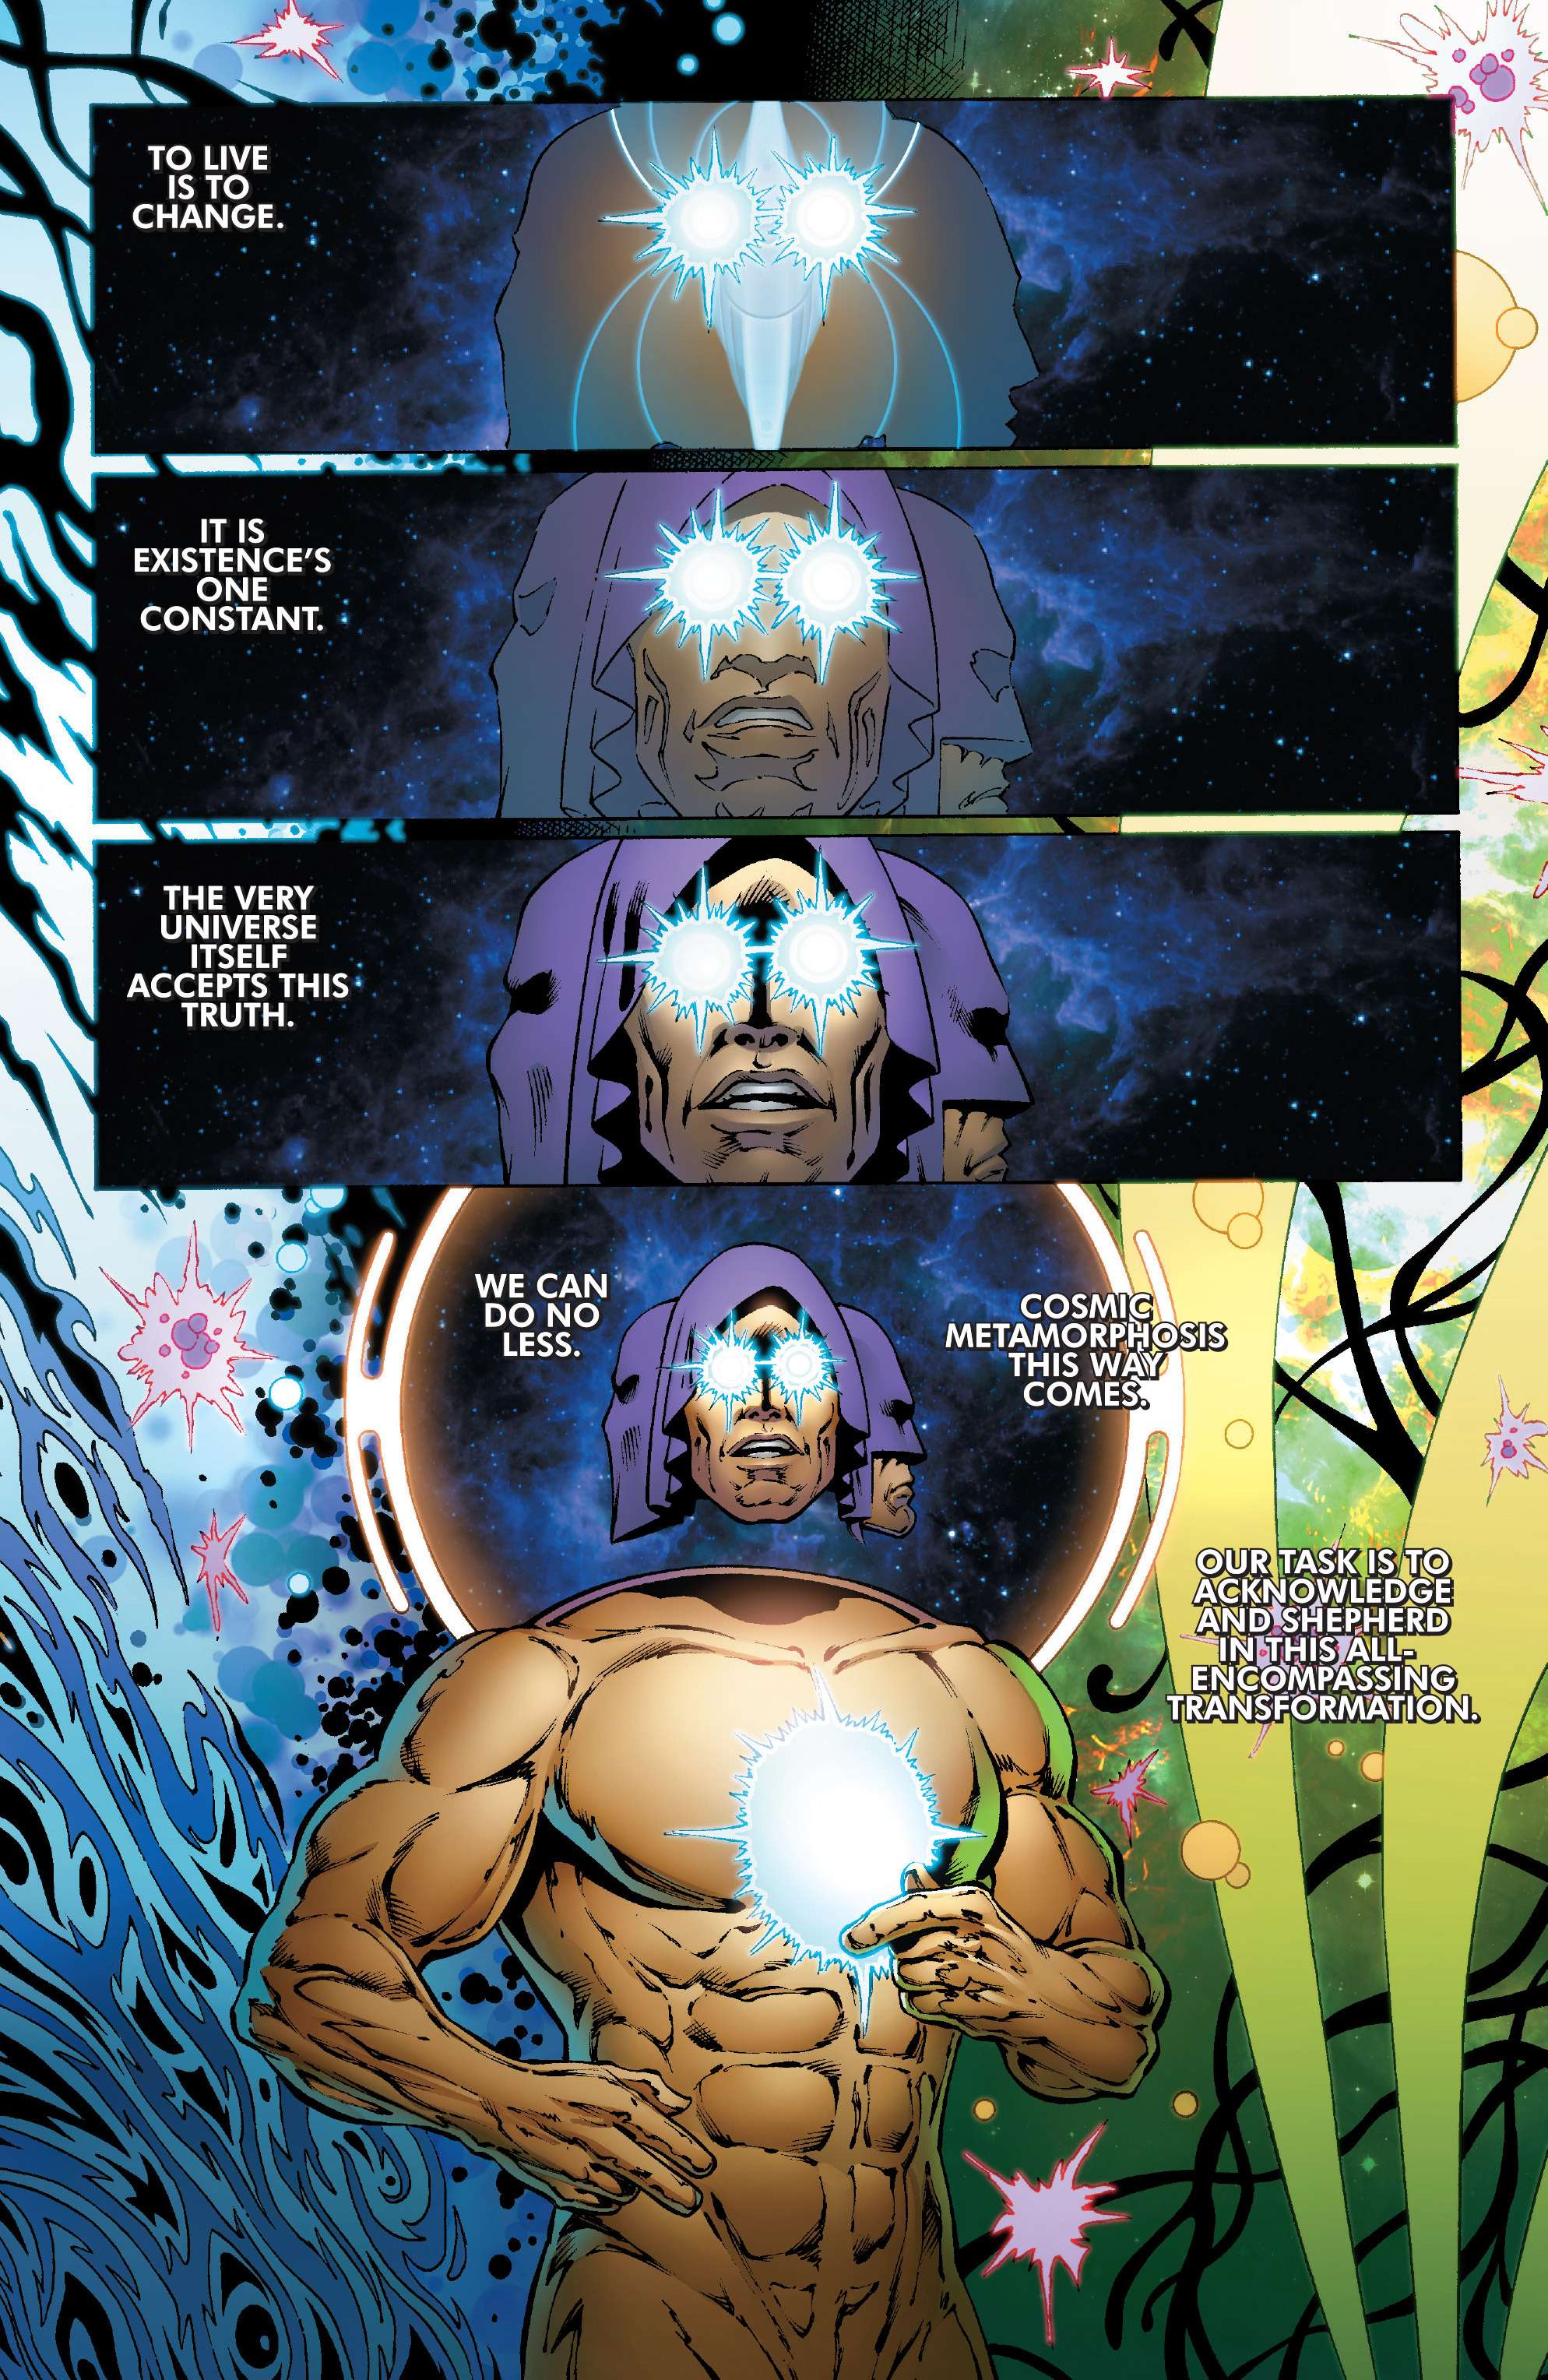 TO LIVE
IS TO
CHANGE.
IT IS
EXISTENCE'S
ONE
CONSTANT.
THE VERY
UNIVERSE
ITSELF
ACCEPTS THIS
TRUTH.
WE CAN
DO NO
LESS.
COSMIC
METAMORPHOSIS
THIS WAY
COMES.
OUR TASK IS TO
ACKNOWLEDGE
AND SHEPHERD
IN THIS ALL-
ENCOMPASSING
TRANSFORMATION.